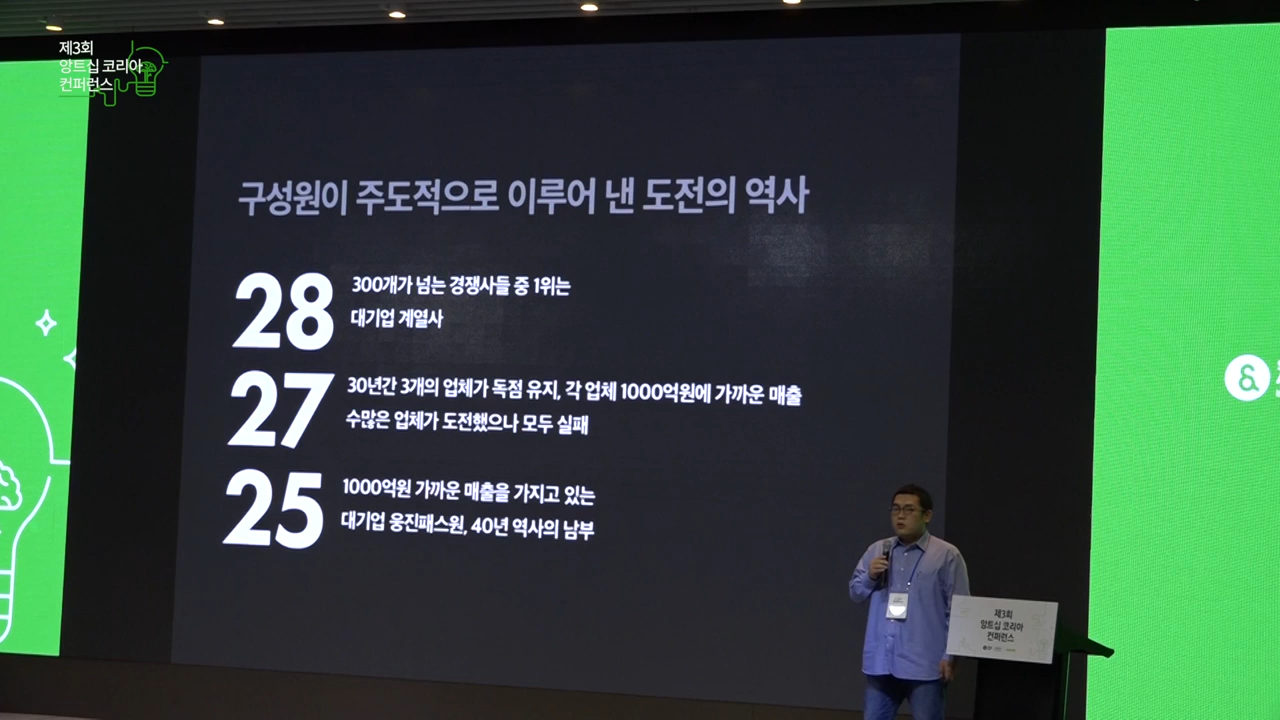 제3회
앙트십 코리아
컨퍼런스
구성원이 주도적으로 이루어 낸 도전의 역사
28
300개가 넘는 경쟁사들 중 1위는
대기업 계열사
27
30년간 3개의 업체가 독점 유지, 각 업체 1000억원에 가까운 매출
수많은 업체가 도전했으나 모두 실패
25
1000억원 가까운 매출을 가지고 있는
대기업 웅진패스원, 40년 역사의 남부
제3회
앙트십 코리아
컨퍼런스